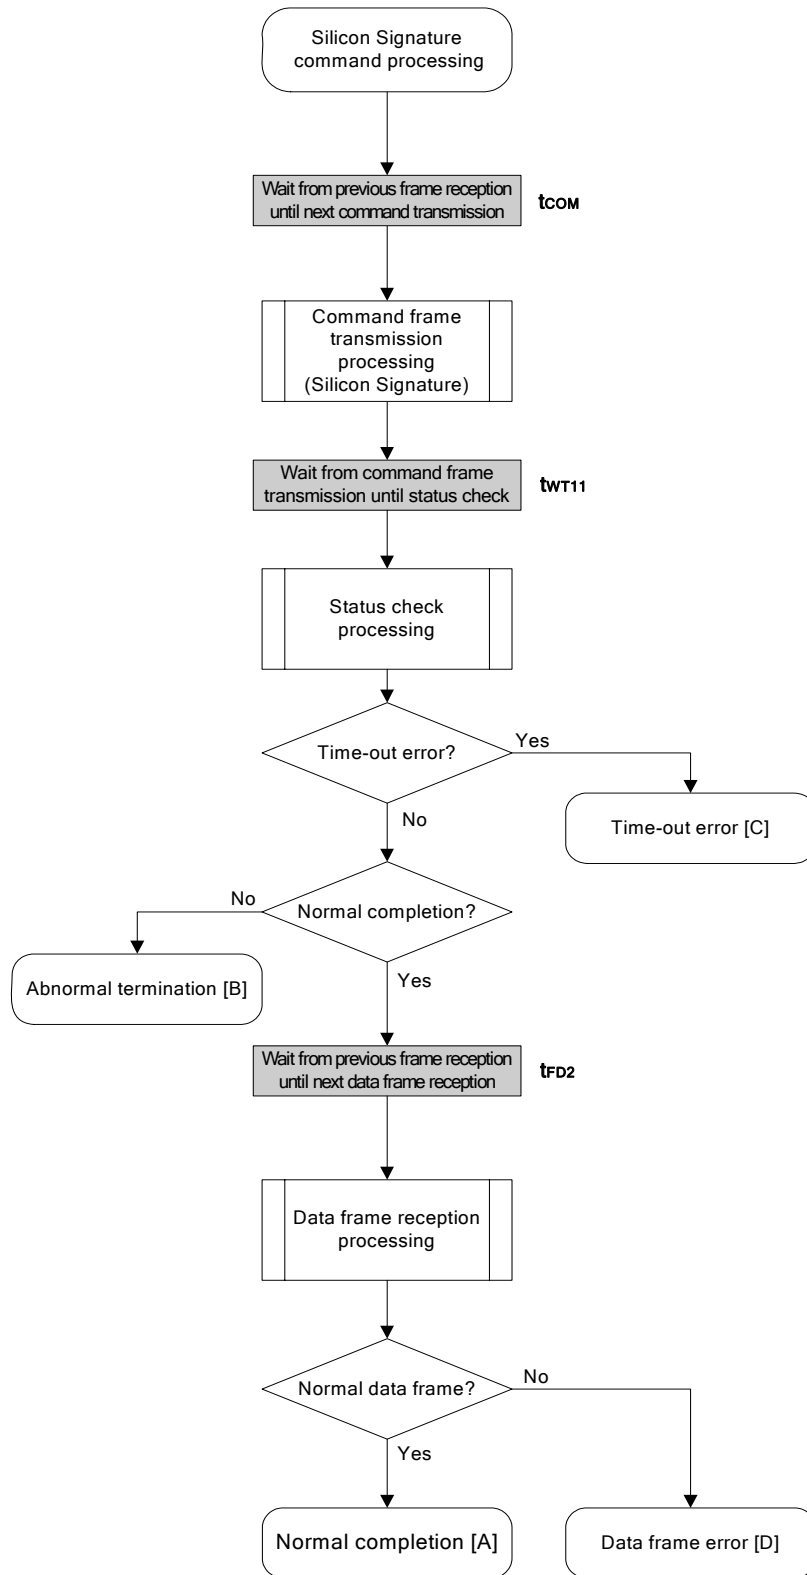 Silicon Signature
command processing
Wait from previous frame reception
until next command transmission
tCOM
Command frame
transmission
processing
(Silicon Signature)
Wait from command frame
transmission until status check
tWT11
Status check
processing
Time-out error?
Yes
Time-out error [C]
No
Normal completion?
No
Abnormal termination [B]
Yes
Wait from previous frame reception
until next data frame reception
tFD2
Data frame reception
processing
Normal data frame?
No
Yes
Normal completion [A]
Data frame error [D]